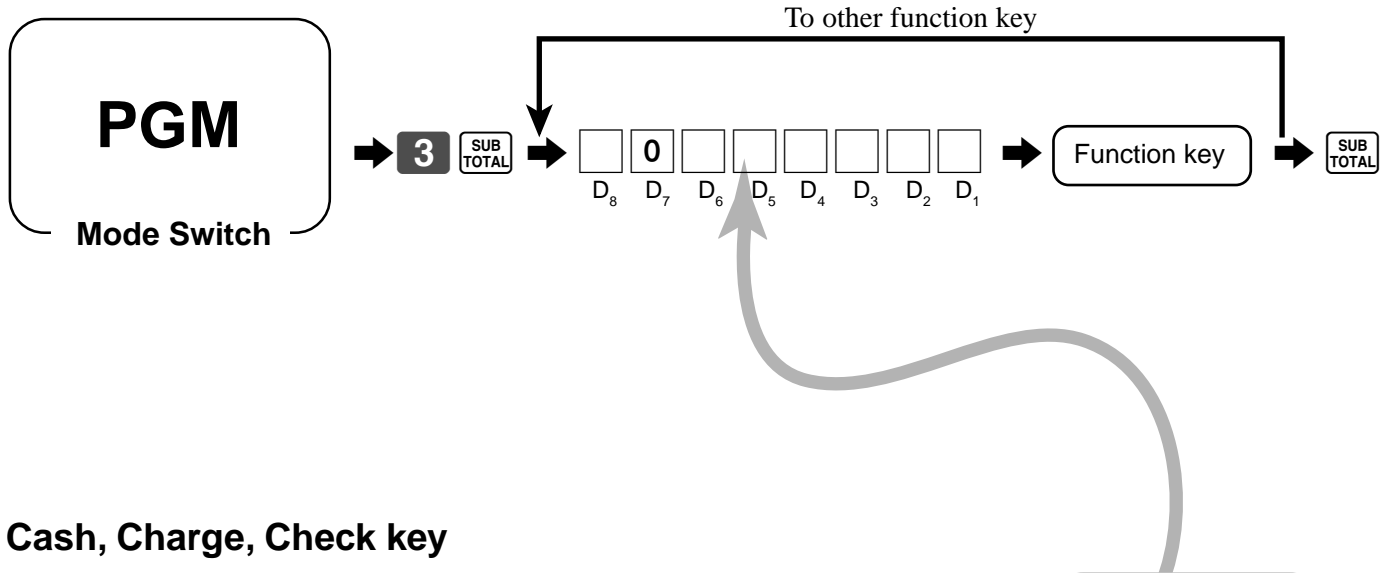 To other function key
PGM
Mode Switch
3 SUB TOTAL 0 Function key SUB TOTAL
D8 D7 D6 D5 D4 D3 D2 D1
Cash, Charge, Check key